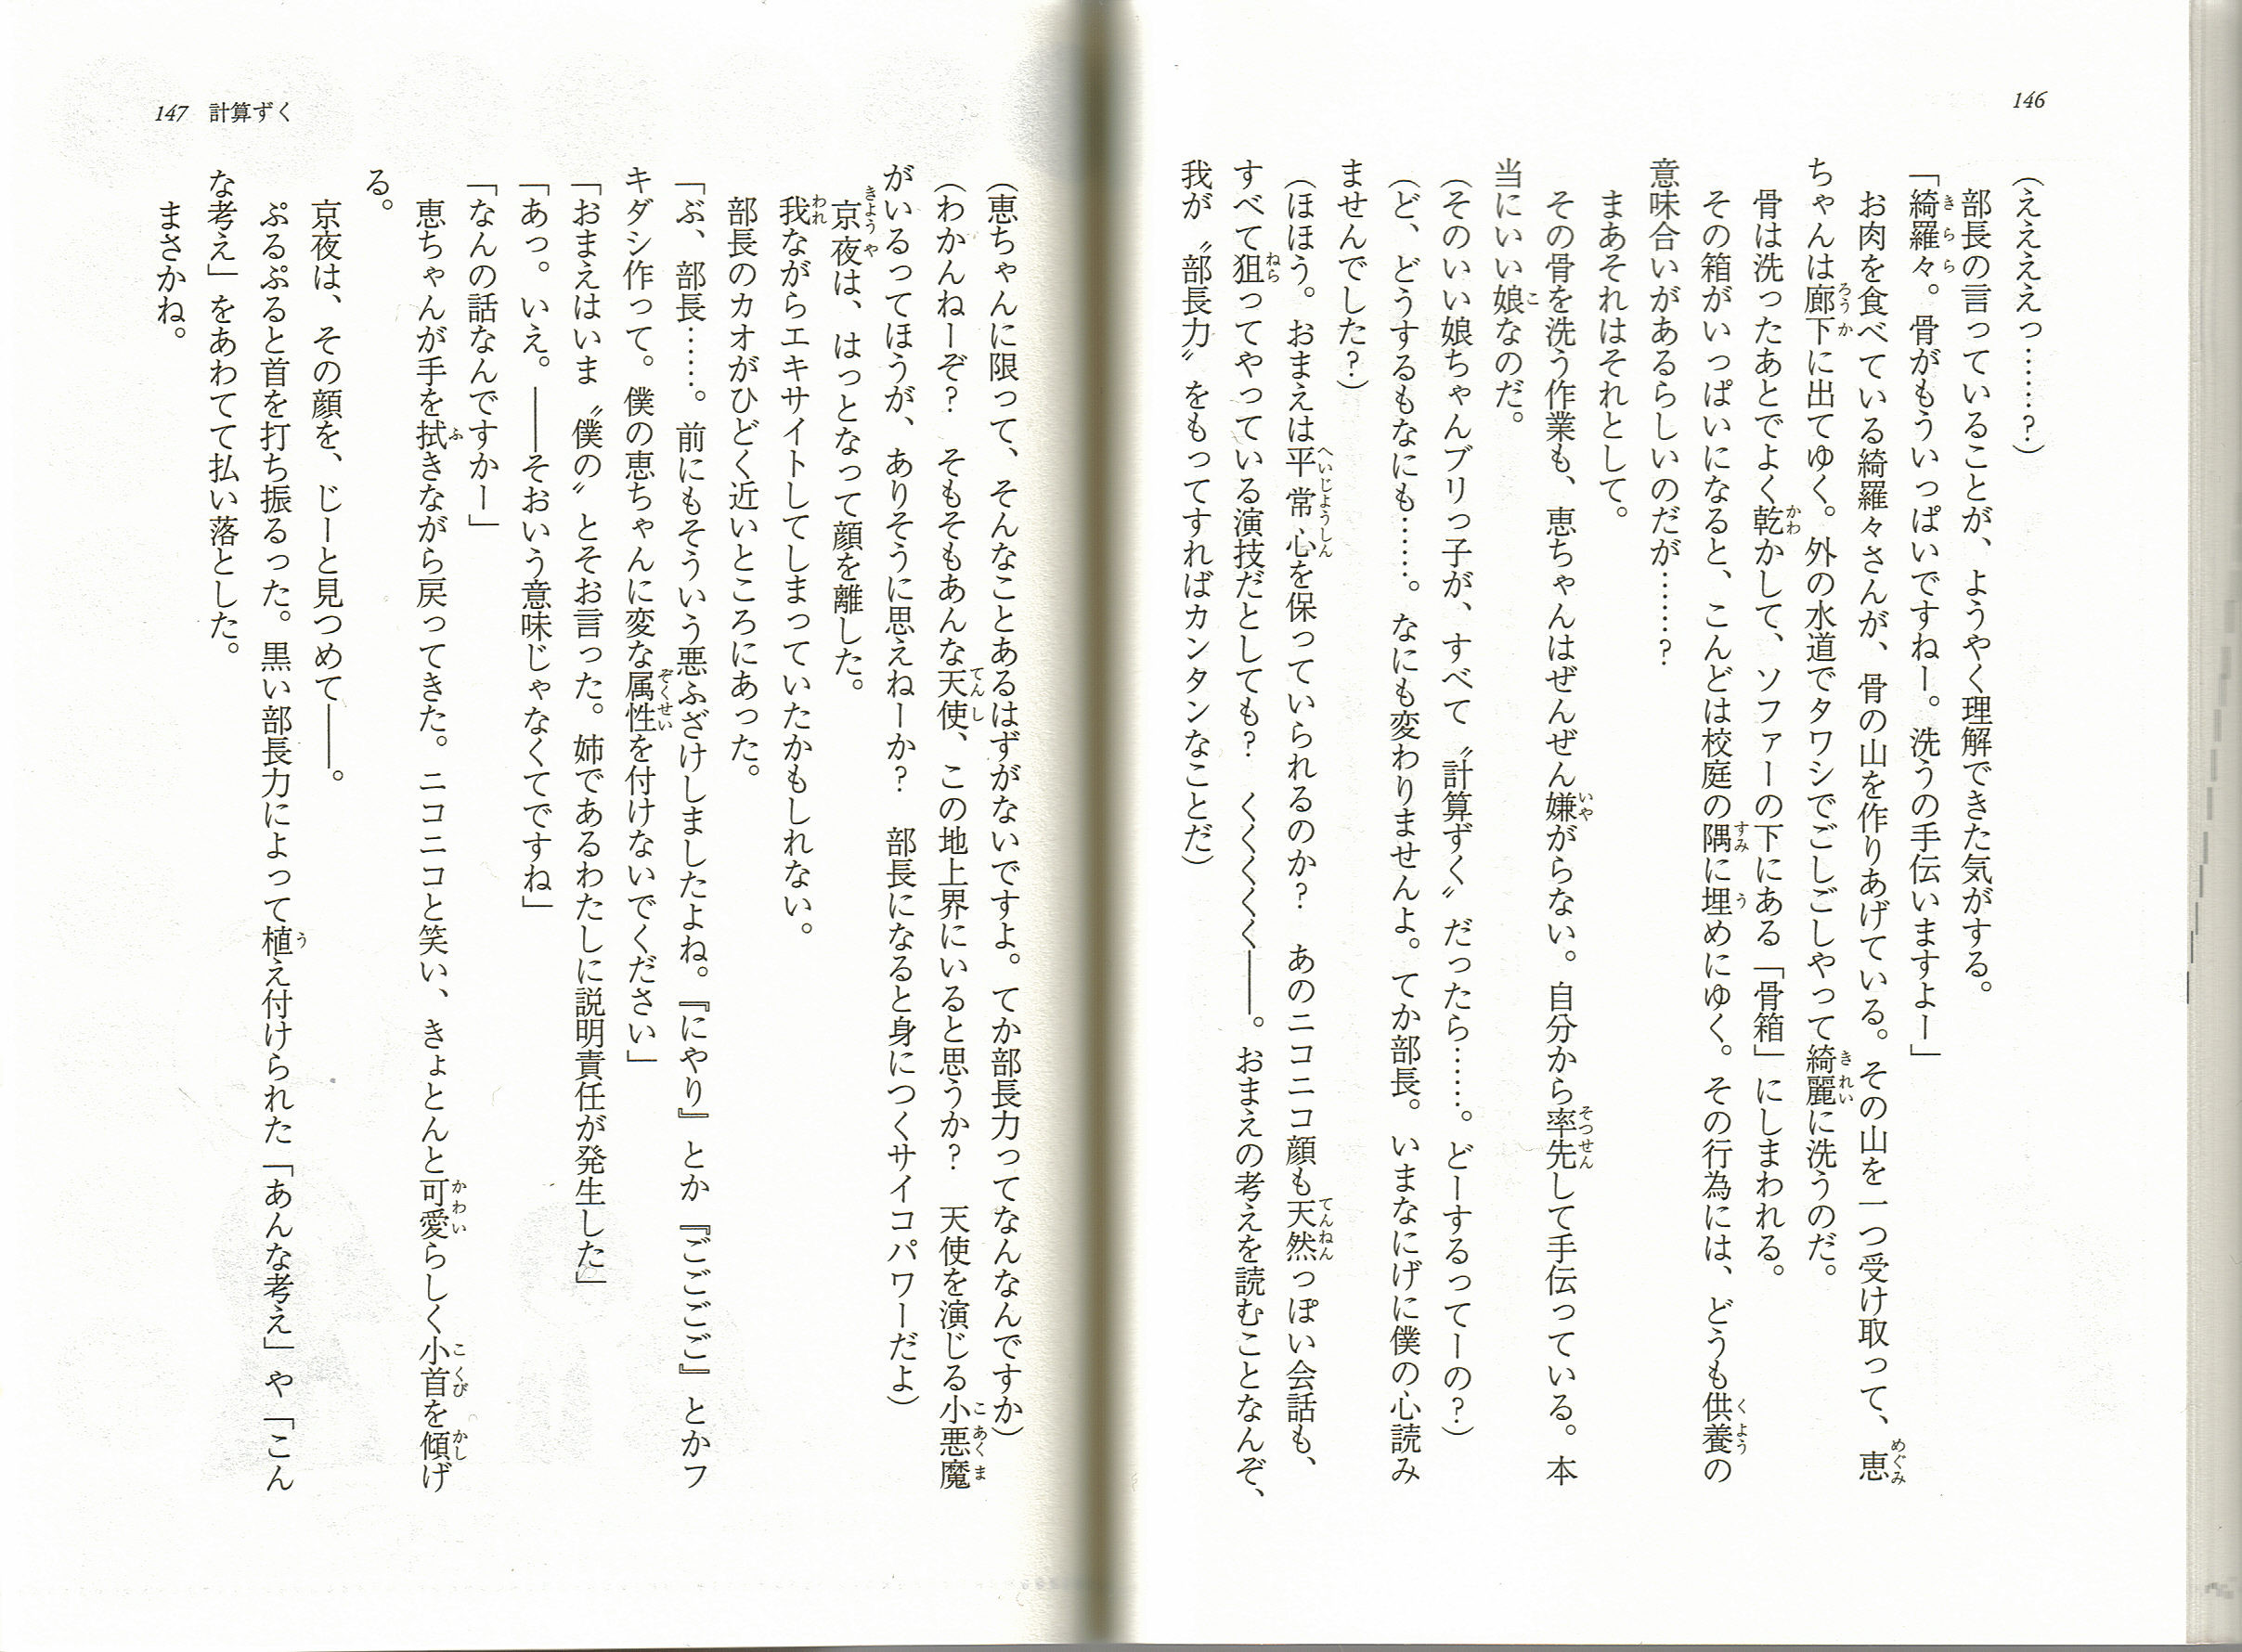 146
（ええええっ……？）
部長の言っていることが、ようやく理解できた気がする。
「綺羅々。骨がもういっぱいですねー。洗うの手伝いますよー」
お肉を食べている綺羅々さんが、骨の山を作りあげている。その山を一つ受け取って、恵
ちゃんは廊下に出てゆく。外の水道でタワシでごしごしやって綺麗に洗うのだ。
骨は洗ったあとでよく乾かして、ソファーの下にある「骨箱」にしまわれる。
その箱がいっぱいになると、こんどは校庭の隅に埋めにゆく。その行為には、どうも供養の
意味合いがあるらしいのだが……？
まあそれはそれとして。
その骨を洗う作業も、恵ちゃんはぜんぜん嫌がらない。自分から率先して手伝っている。本
当にいい娘なのだ。
（そのいい娘ちゃんブリっ子が、すべて〝計算ずく〟だったら……。どーするってーの？）
（ど、どうするもなにも……。なにも変わりませんよ。てか部長。いまなにげに僕の心読み
ませんでした？）
（ほほう。おまえは平常心を保っていられるのか？　あのニコニコ顔も天然っぽい会話も、
すべて狙ってやっている演技だとしても？　くくくくく――。おまえの考えを読むことなんぞ、
我が〝部長力〟をもってすればカンタンなことだ）
147 計算ずく
（恵ちゃんに限って、そんなことあるはずがないですよ。てか部長力ってなんなんですか）
（わかんねーぞ？　そもそもあんな天使、この地上界にいると思うか？　天使を演じる小悪魔
がいるってほうが、ありそうに思えねーか？　部長になると身につくサイコパワーだよ）
京夜は、はっとなって顔を離した。
我ながらエキサイトしてしまっていたかもしれない。
部長のカオがひどく近いところにあった。
「ぶ、部長……。前にもそういう悪ふざけしましたよね。『にやり』とか『ごごごご』とかフ
キダシ作って。僕の恵ちゃんに変な属性を付けないでください」
「おまえはいま〝僕の〟とそお言った。姉であるわたしに説明責任が発生した」
「あっ。いえ。――そおいう意味じゃなくてですね」
「なんの話なんですかー」
恵ちゃんが手を拭きながら戻ってきた。ニコニコと笑い、きょとんと可愛らしく小首を傾げ
る。
京夜は、その顔を、じーと見つめて――。
ぷるぷると首を打ち振るった。黒い部長力によって植え付けられた「あんな考え」や「こん
な考え」をあわてて払い落とした。
まさかね。